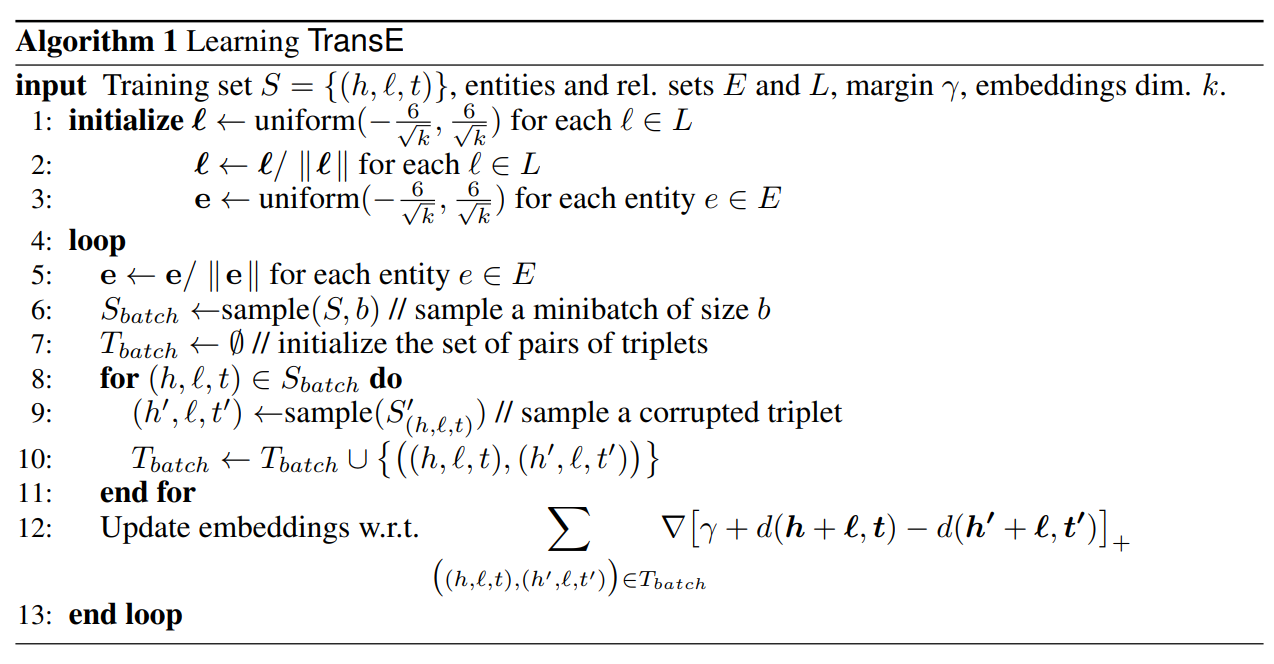 Algorithm 1 Learning TransE
input Training set S = {(h, ℓ, t)}, entities and rel. sets E and L, margin γ, embeddings dim. k.
1: initialize ℓ ← uniform(−6/√k, 6/√k) for each ℓ ∈ L
2: ℓ ← ℓ/ ‖ℓ‖ for each ℓ ∈ L
3: e ← uniform(−6/√k, 6/√k) for each entity e ∈ E
4: loop
5: e ← e/ ‖e‖ for each entity e ∈ E
6: S_batch ←sample(S, b) // sample a minibatch of size b
7: T_batch ← ∅ // initialize the set of pairs of triplets
8: for (h, ℓ, t) ∈ S_batch do
9: (h′, ℓ, t′) ←sample(S′_(h,ℓ,t)) // sample a corrupted triplet
10: T_batch ← T_batch ∪ {((h, ℓ, t), (h′, ℓ, t′))}
11: end for
12: Update embeddings w.r.t. ∑_((h,ℓ,t),(h′,ℓ,t′))∈T_batch ∇[γ + d(h + ℓ, t) − d(h′ + ℓ, t′)]_+
13: end loop